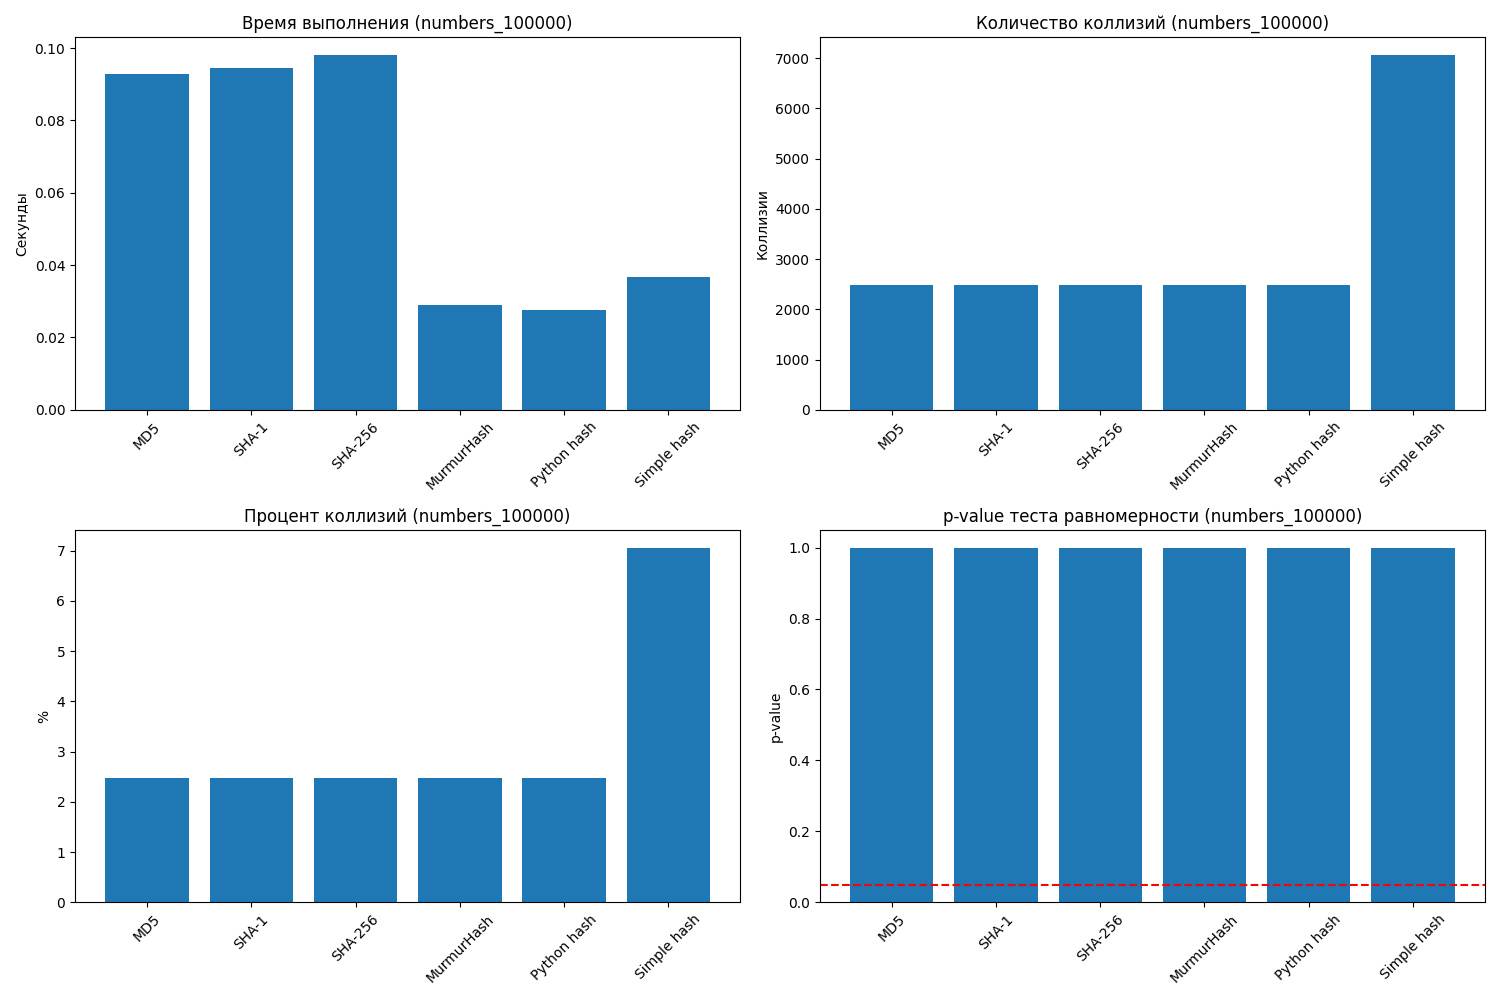 Время выполнения (numbers_100000)
Секунды
0.10
0.08
0.06
0.04
0.02
0.00
MD5
SHA-1
SHA-256
MurmurHash
Python hash
Simple hash
Количество коллизий (numbers_100000)
Коллизии
7000
6000
5000
4000
3000
2000
1000
0
MD5
SHA-1
SHA-256
MurmurHash
Python hash
Simple hash
Процент коллизий (numbers_100000)
%
7
6
5
4
3
2
1
0
MD5
SHA-1
SHA-256
MurmurHash
Python hash
Simple hash
p-value теста равномерности (numbers_100000)
p-value
1.0
0.8
0.6
0.4
0.2
0.0
MD5
SHA-1
SHA-256
MurmurHash
Python hash
Simple hash